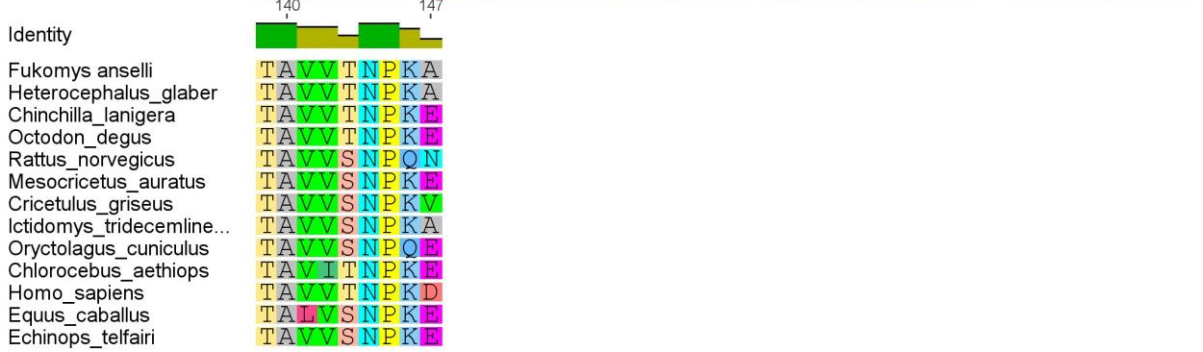 140 147
Identity
Fukomys anselli TAVVTNPKA
Heterocephalus_glaber TAVVTNPKA
Chinchilla_lanigera TAVVTNPKE
Octodon_degus TAVVTNPKE
Rattus_norvegicus TAVVSNPQN
Mesocricetus_auratus TAVVSNPKE
Cricetulus_griseus TAVVSNPKV
Ictidomys_tridecemline... TAVVSNPKA
Oryctolagus_cuniculus TAVVSNPQE
Chlorocebus_aethiops TAVITNPKE
Homo_sapiens TAVVTNPKD
Equus_caballus TALVSNPKE
Echinops_telfairi TAVVSNPKE